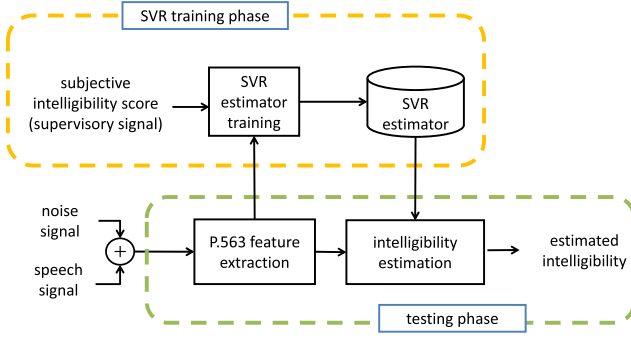 SVR training phase
subjective
intelligibility score
(supervisory signal)
SVR
estimator
training
SVR
estimator
noise
signal
+
speech
signal
P.563 feature
extraction
intelligibility
estimation
estimated
intelligibility
testing phase